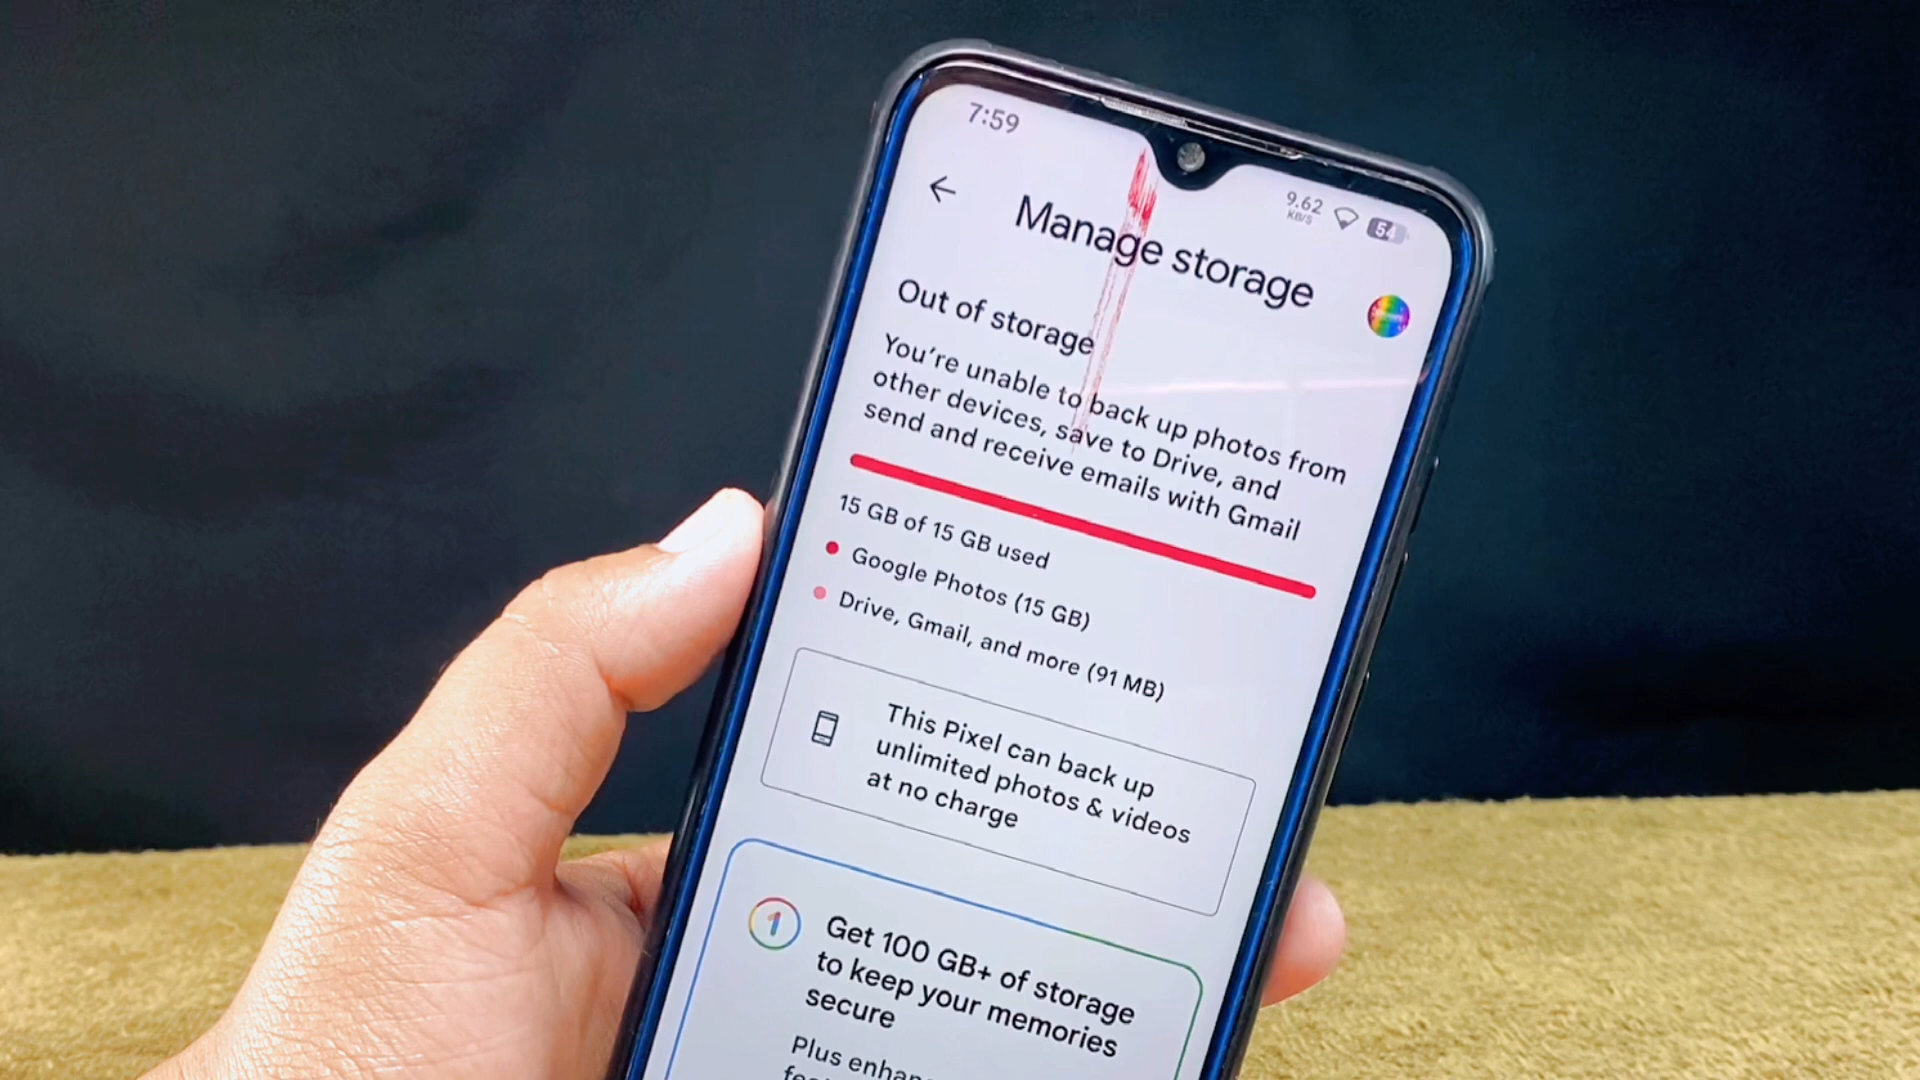 7:59
9.62
KB/S
54
Manage storage
Out of storage
You’re unable to back up photos from
other devices, save to Drive, and
send and receive emails with Gmail
15 GB of 15 GB used
Google Photos (15 GB)
Drive, Gmail, and more (91 MB)
This Pixel can back up
unlimited photos & videos
at no charge
1
Get 100 GB+ of storage
to keep your memories
secure
Plus